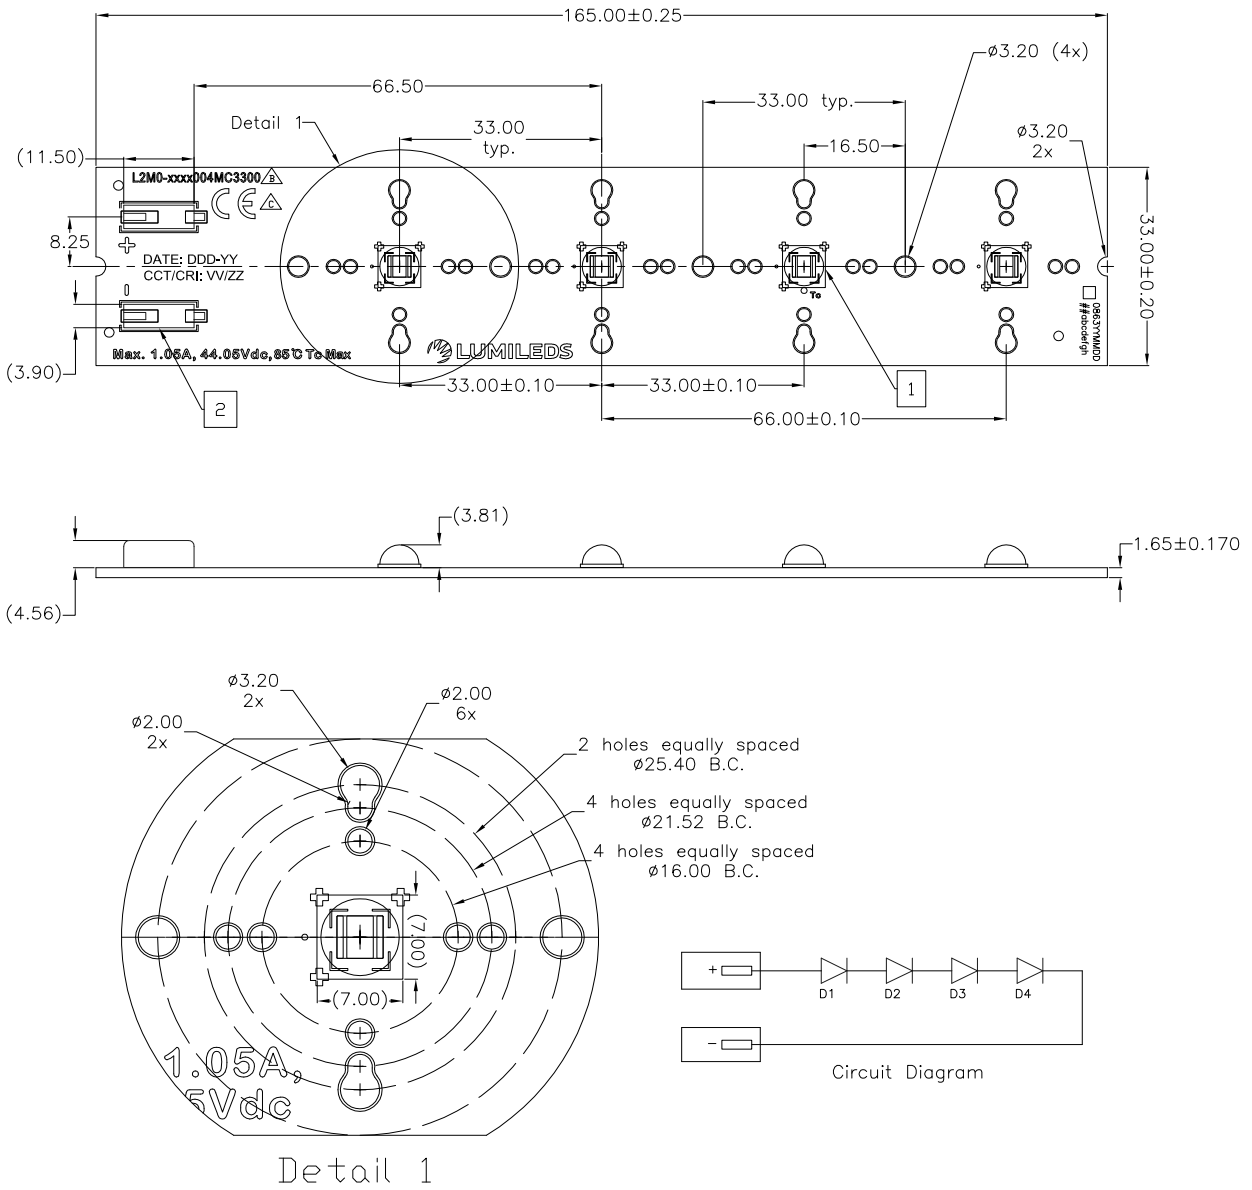 165.00±0.25
ø3.20 (4x)
66.50
33.00 typ.
Detail 1
33.00
typ.
ø3.20
2x
(11.50)
16.50
L2M0-xxxx004MC3300
B
C
CE
8.25
+
DATE: DDD-YY
CCT/CRI: VV/ZZ
-
33.00±0.20
Tc
0863YYMMDD
##abcdefgh
Max. 1.05A, 44.05Vdc,85℃ Tc Max
LUMILEDS
(3.90)
33.00±0.10
33.00±0.10
1
2
66.00±0.10
(3.81)
1.65±0.170
(4.56)
ø3.20
2x
ø2.00
6x
ø2.00
2x
2 holes equally spaced
ø25.40 B.C.
4 holes equally spaced
ø21.52 B.C.
4 holes equally spaced
ø16.00 B.C.
(7.00)
(7.00)
1.05A,
5Vdc
Detail 1
+
D1
D2
D3
D4
-
Circuit Diagram